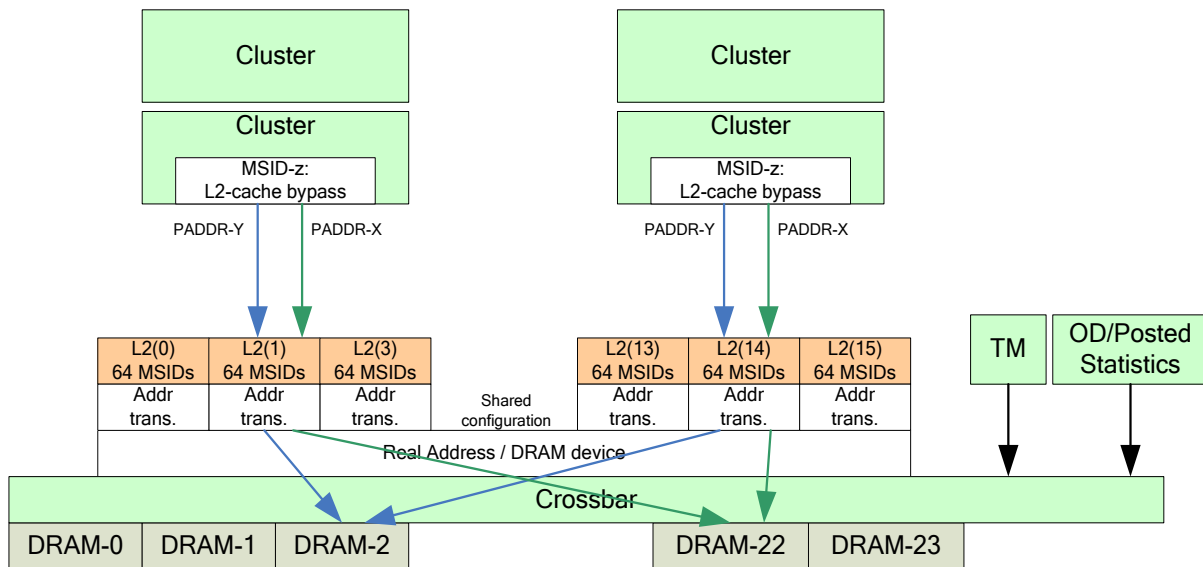 Cluster
Cluster
Cluster
Cluster
MSID-z:
L2-cache bypass
MSID-z:
L2-cache bypass
PADDR-Y
PADDR-X
PADDR-Y
PADDR-X
L2(0)
64 MSIDs
L2(1)
64 MSIDs
L2(3)
64 MSIDs
L2(13)
64 MSIDs
L2(14)
64 MSIDs
L2(15)
64 MSIDs
TM
OD/Posted
Statistics
Addr
trans.
Addr
trans.
Addr
trans.
Shared
configuration
Addr
trans.
Addr
trans.
Addr
trans.
Real Address / DRAM device
Crossbar
DRAM-0
DRAM-1
DRAM-2
DRAM-22
DRAM-23